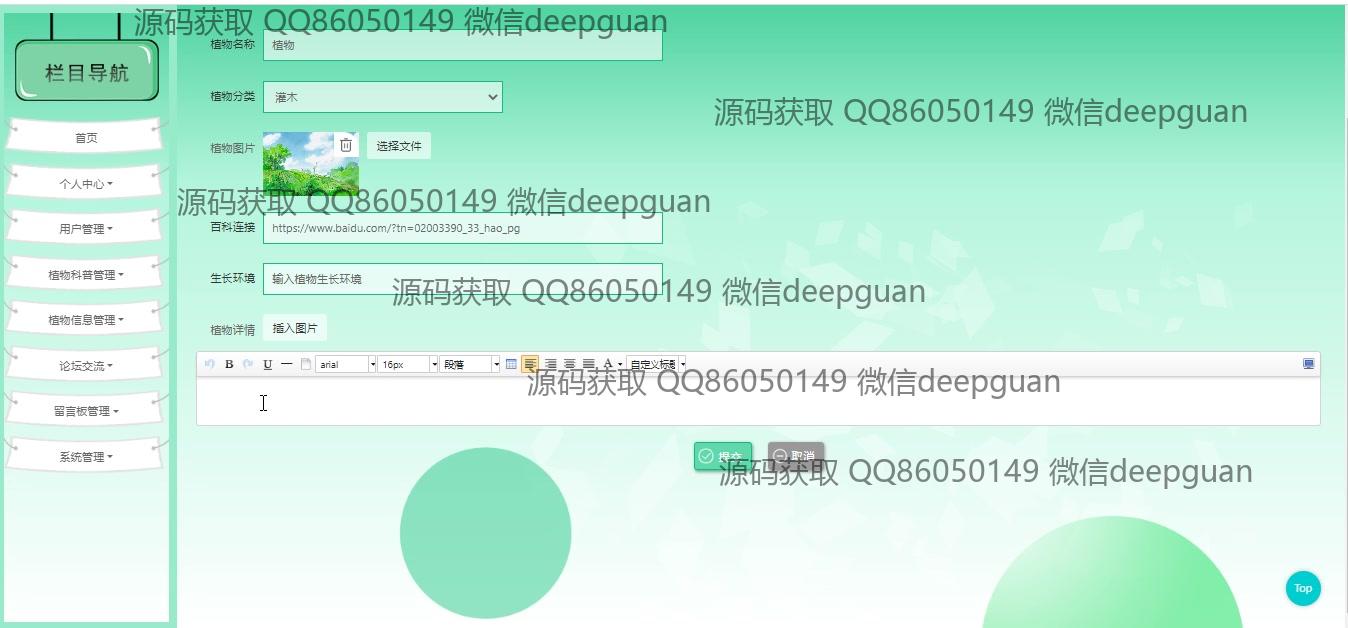 源码获取 QQ86050149 微信deepguan
植物名称 植物
栏目导航
植物分类 灌木
源码获取 QQ86050149 微信deepguan
首页
植物图片 选择文件
个人中心
源码获取 QQ86050149 微信deepguan
用户管理
百科连接 https://www.baidu.com/?tn=02003390_33_hao_pg
植物科普管理
生长环境 输入植物生长环境
源码获取 QQ86050149 微信deepguan
植物信息管理
植物详情 插入图片
论坛交流
B U arial 16px 段落 A 自定义标题
源码获取 QQ86050149 微信deepguan
留言板管理
系统管理
提交 取消
源码获取 QQ86050149 微信deepguan
Top